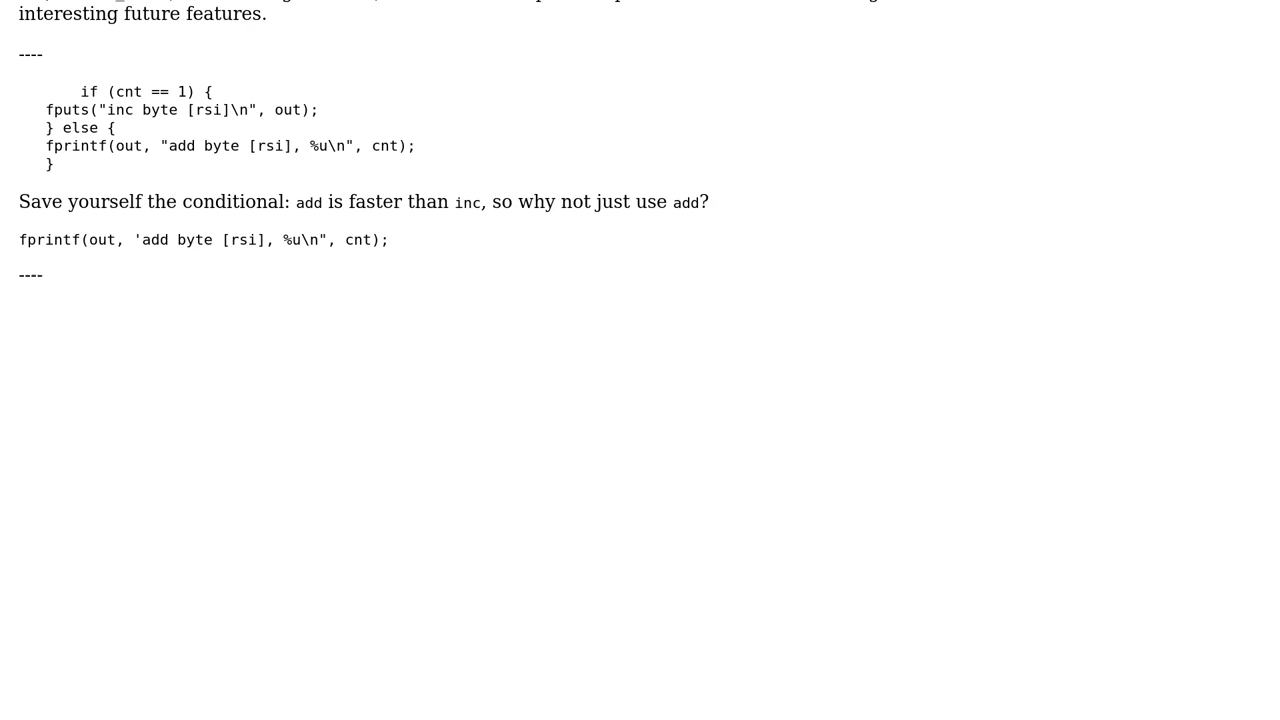 interesting future features.
----
if (cnt == 1) {
fputs("inc byte [rsi]\n", out);
} else {
fprintf(out, "add byte [rsi], %u\n", cnt);
}
Save yourself the conditional: add is faster than inc, so why not just use add?
fprintf(out, 'add byte [rsi], %u\n", cnt);
----